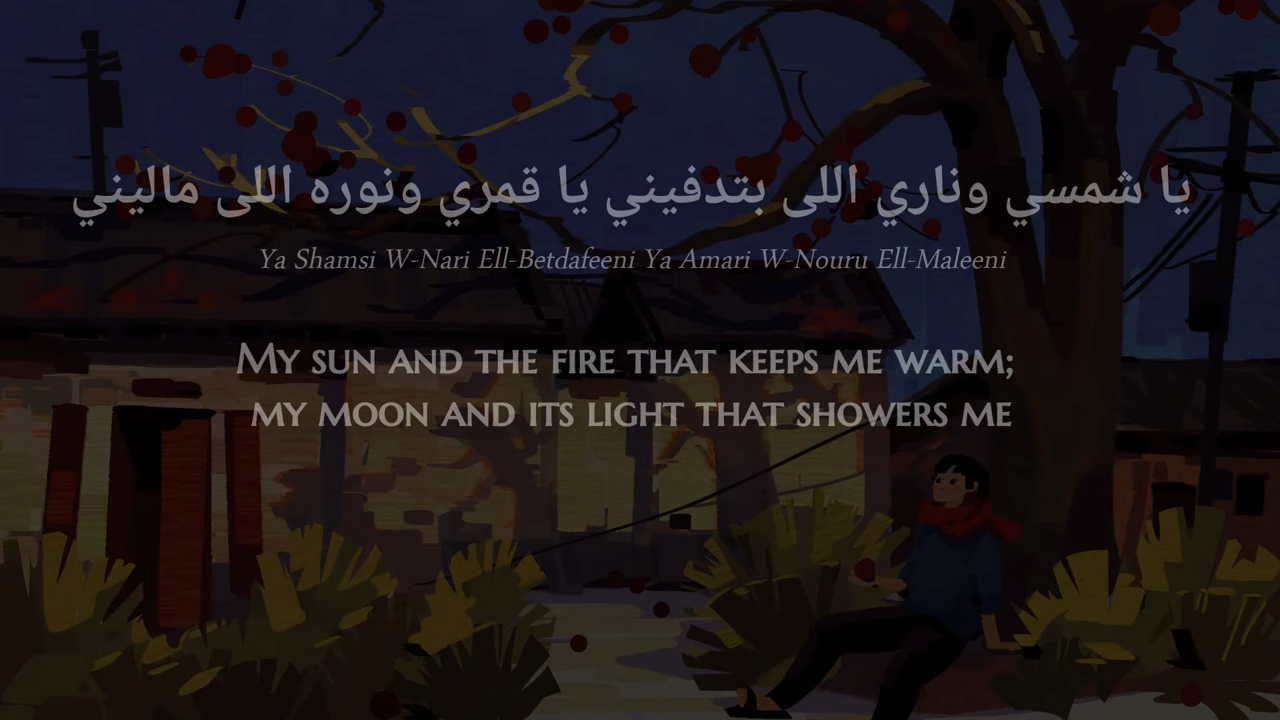 يا شمسي وناري اللى بتدفيني يا قمري ونوره اللى ماليني
Ya Shamsi W-Nari Ell-Betdafeeni Ya Amari W-Nouru Ell-Maleeni
My sun and the fire that keeps me warm;
my moon and its light that showers me